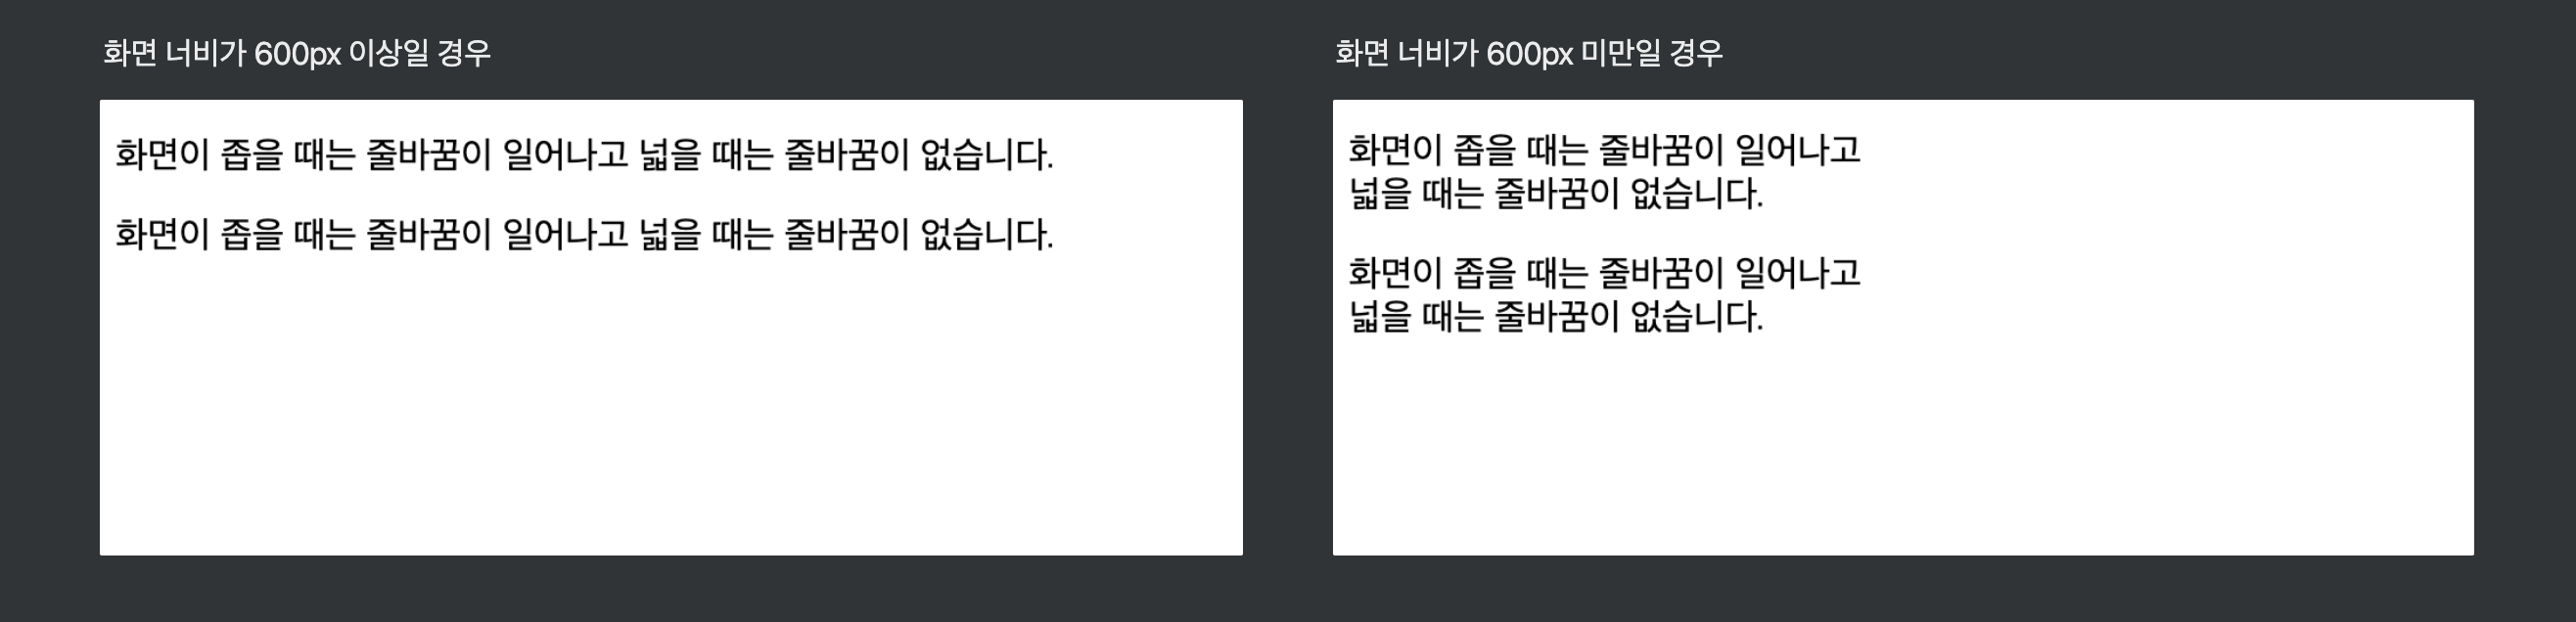 화면 너비가 600px 이상일 경우
화면이 좁을 때는 줄바꿈이 일어나고 넓을 때는 줄바꿈이 없습니다.
화면이 좁을 때는 줄바꿈이 일어나고 넓을 때는 줄바꿈이 없습니다.
화면 너비가 600px 미만일 경우
화면이 좁을 때는 줄바꿈이 일어나고
넓을 때는 줄바꿈이 없습니다.
화면이 좁을 때는 줄바꿈이 일어나고
넓을 때는 줄바꿈이 없습니다.